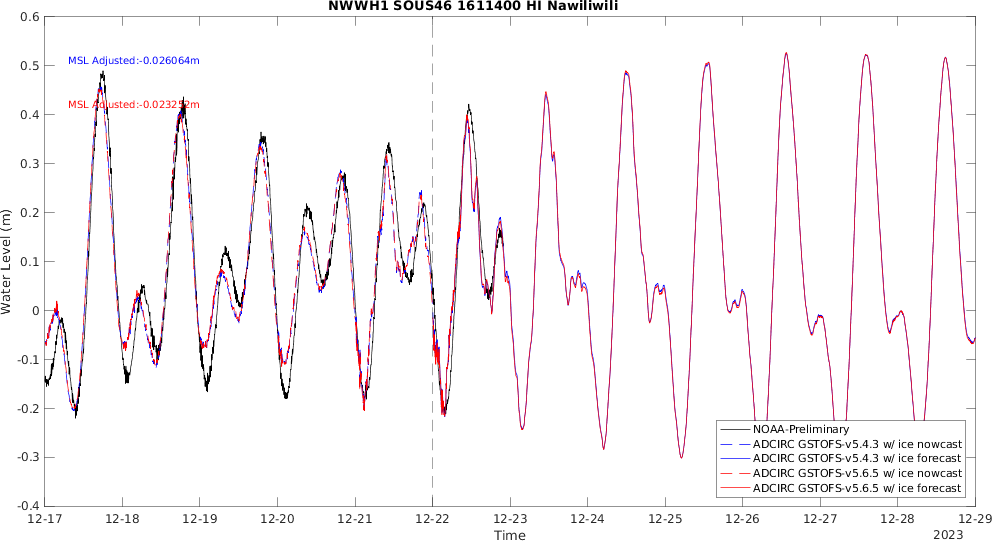 NWWH1 SOUS46 1611400 HI Nawiliwili
MSL Adjusted:-0.026064m
MSL Adjusted:-0.023252m
Water Level (m)
0.6
0.5
0.4
0.3
0.2
0.1
0
-0.1
-0.2
-0.3
-0.4
NOAA-Preliminary
ADCIRC GSTOFS-v5.4.3 w/ ice nowcast
ADCIRC GSTOFS-v5.4.3 w/ ice forecast
ADCIRC GSTOFS-v5.6.5 w/ ice nowcast
ADCIRC GSTOFS-v5.6.5 w/ ice forecast
12-17 12-18 12-19 12-20 12-21 12-22 12-23 12-24 12-25 12-26 12-27 12-28 12-29
Time
2023